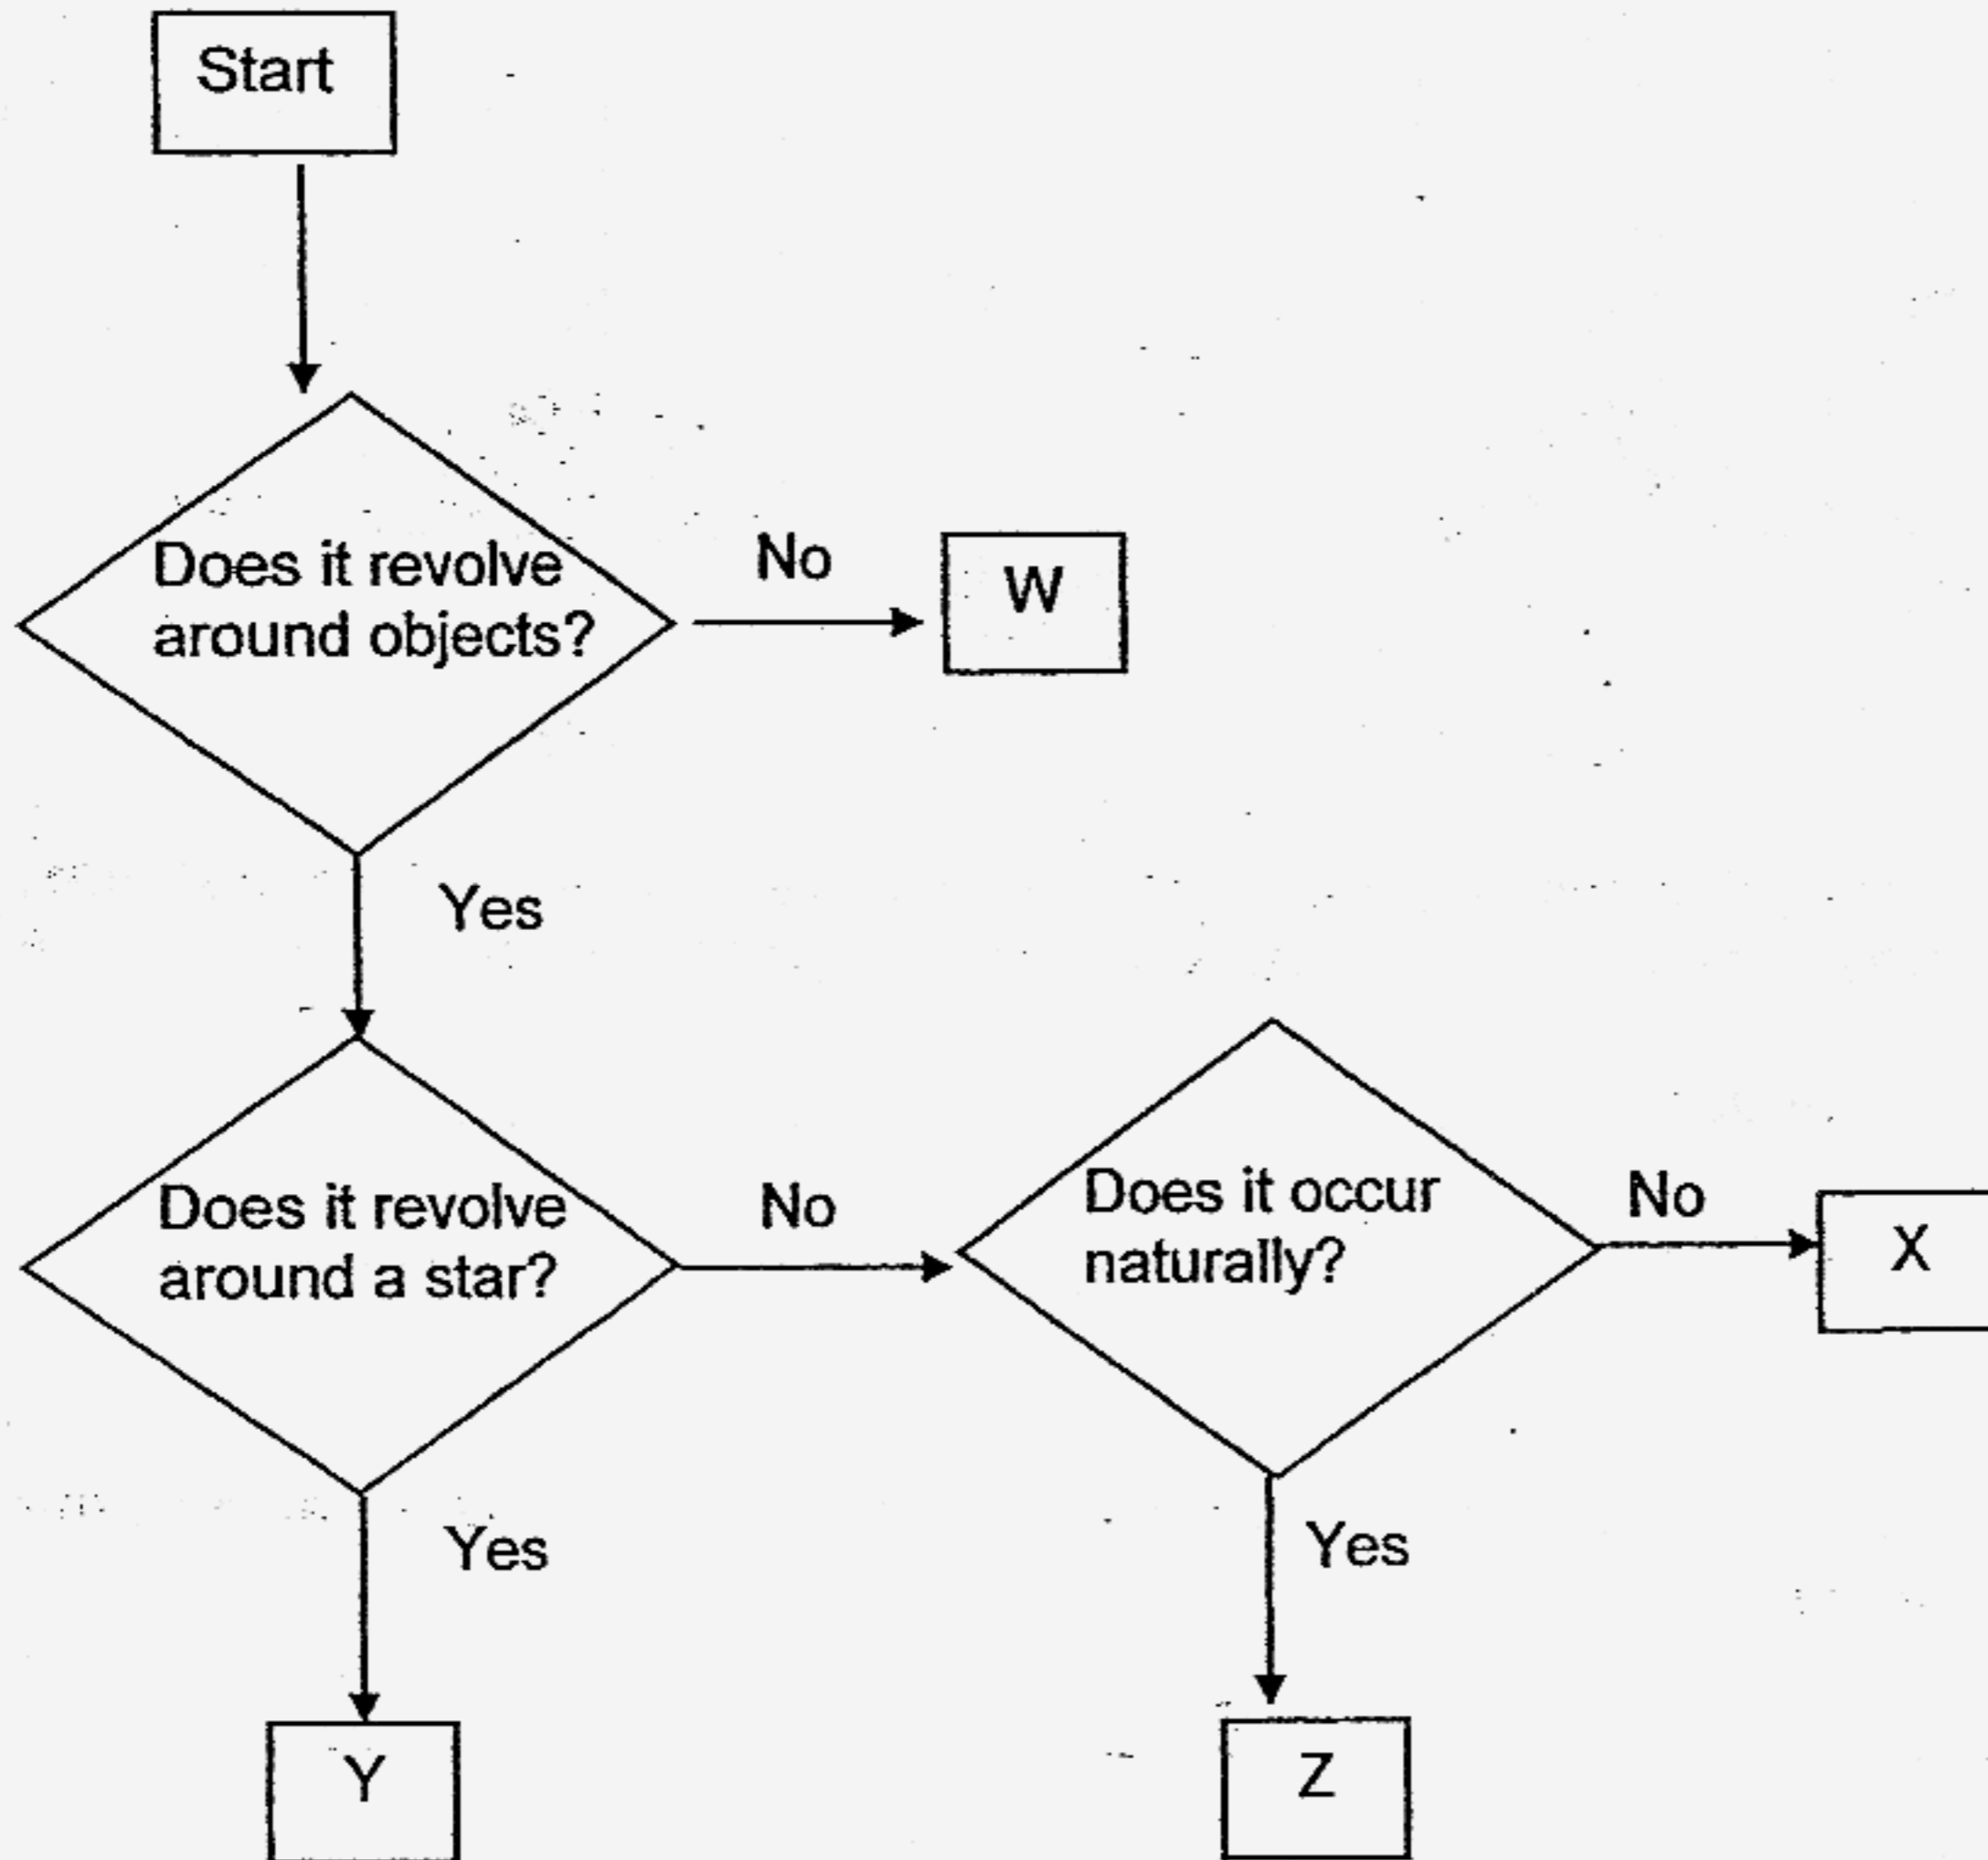 Start
Does it revolve
around objects?
No
W
Yes
Does it revolve
around a star?
No
Does it occur
naturally?
No
X
Yes
Yes
Y
Z